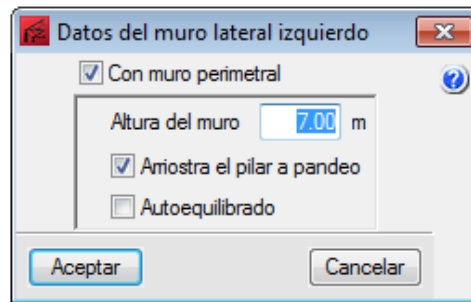 Datos del muro lateral izquierdo
Con muro perimetral
Altura del muro 7.00 m
Arriostra el pilar a pandeo
Autoequilibrado
Aceptar Cancelar